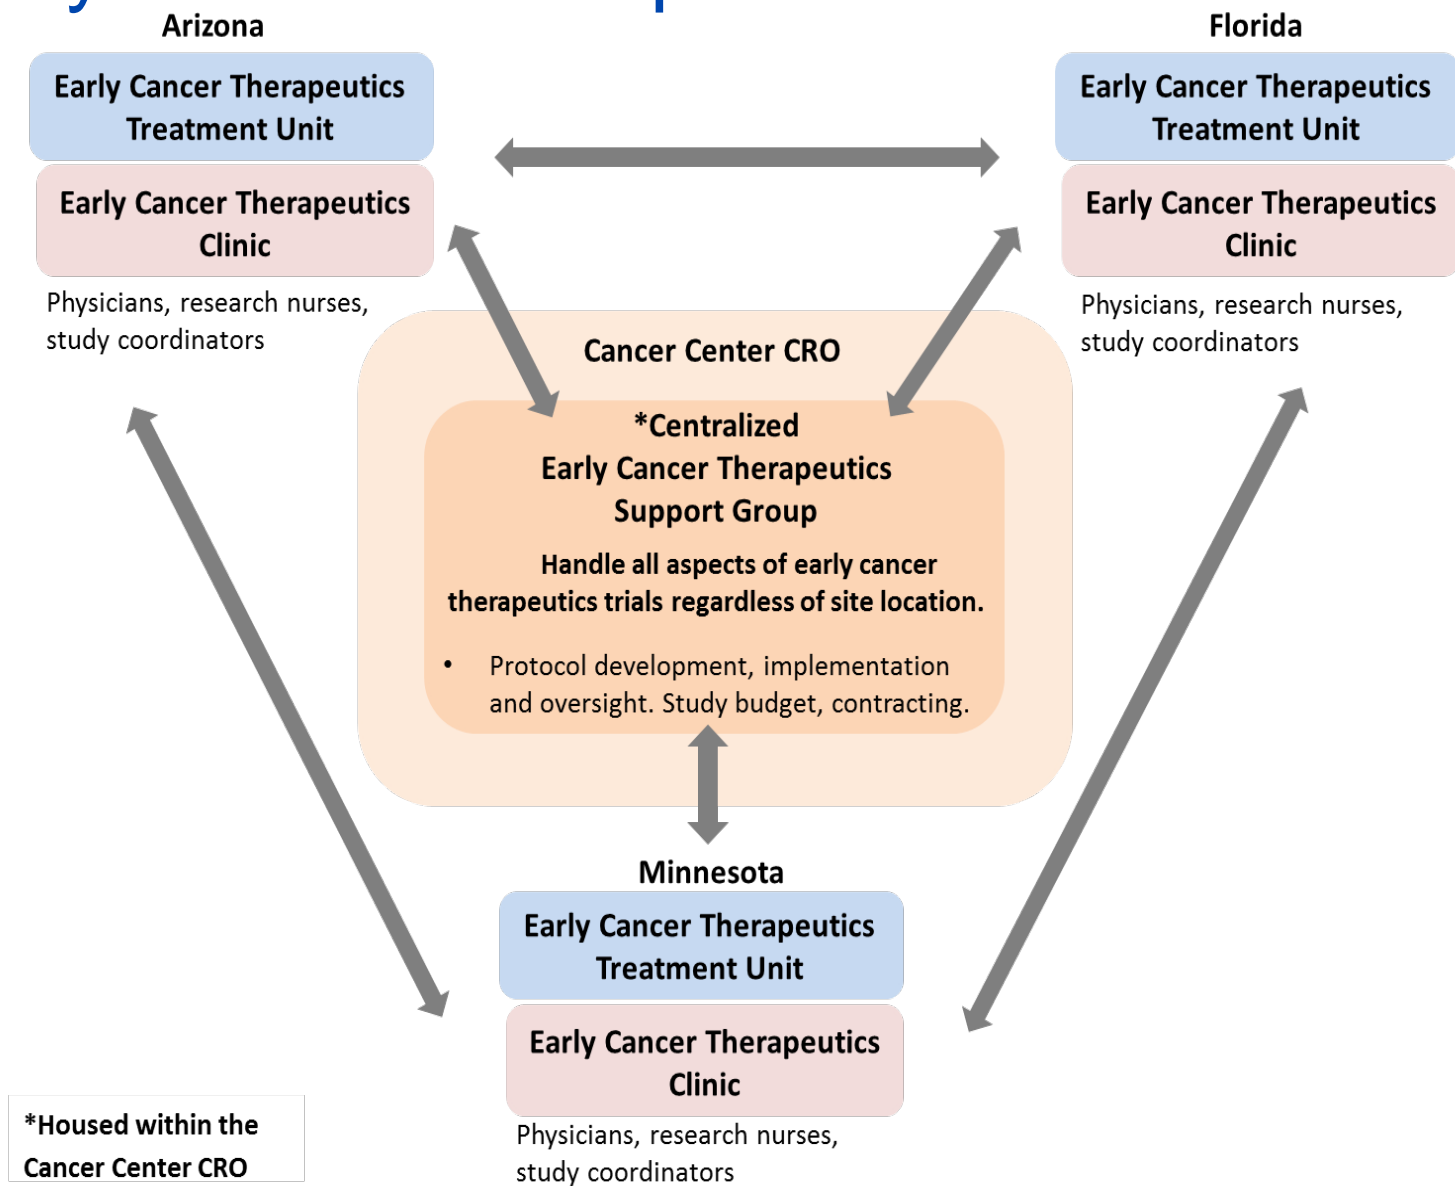 Arizona
Early Cancer Therapeutics
Treatment Unit
Early Cancer Therapeutics
Clinic
Physicians, research nurses,
study coordinators
Florida
Early Cancer Therapeutics
Treatment Unit
Early Cancer Therapeutics
Clinic
Physicians, research nurses,
study coordinators
Cancer Center CRO
*Centralized
Early Cancer Therapeutics
Support Group
Handle all aspects of early cancer
therapeutics trials regardless of site location.
• Protocol development, implementation
and oversight. Study budget, contracting.
Minnesota
Early Cancer Therapeutics
Treatment Unit
Early Cancer Therapeutics
Clinic
Physicians, research nurses,
study coordinators
*Housed within the
Cancer Center CRO